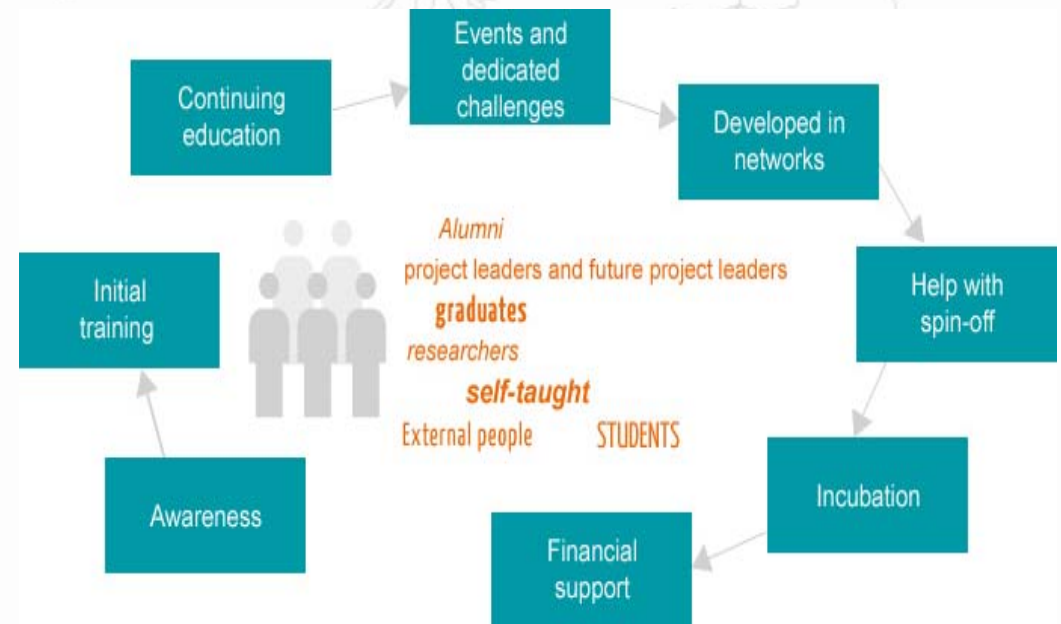 Events and
dedicated
challenges
Continuing
education
Developed in
networks
Alumni
project leaders and future project leaders
graduates
researchers
self-taught
External people
STUDENTS
Initial
training
Help with
spin-off
Awareness
Incubation
Financial
support